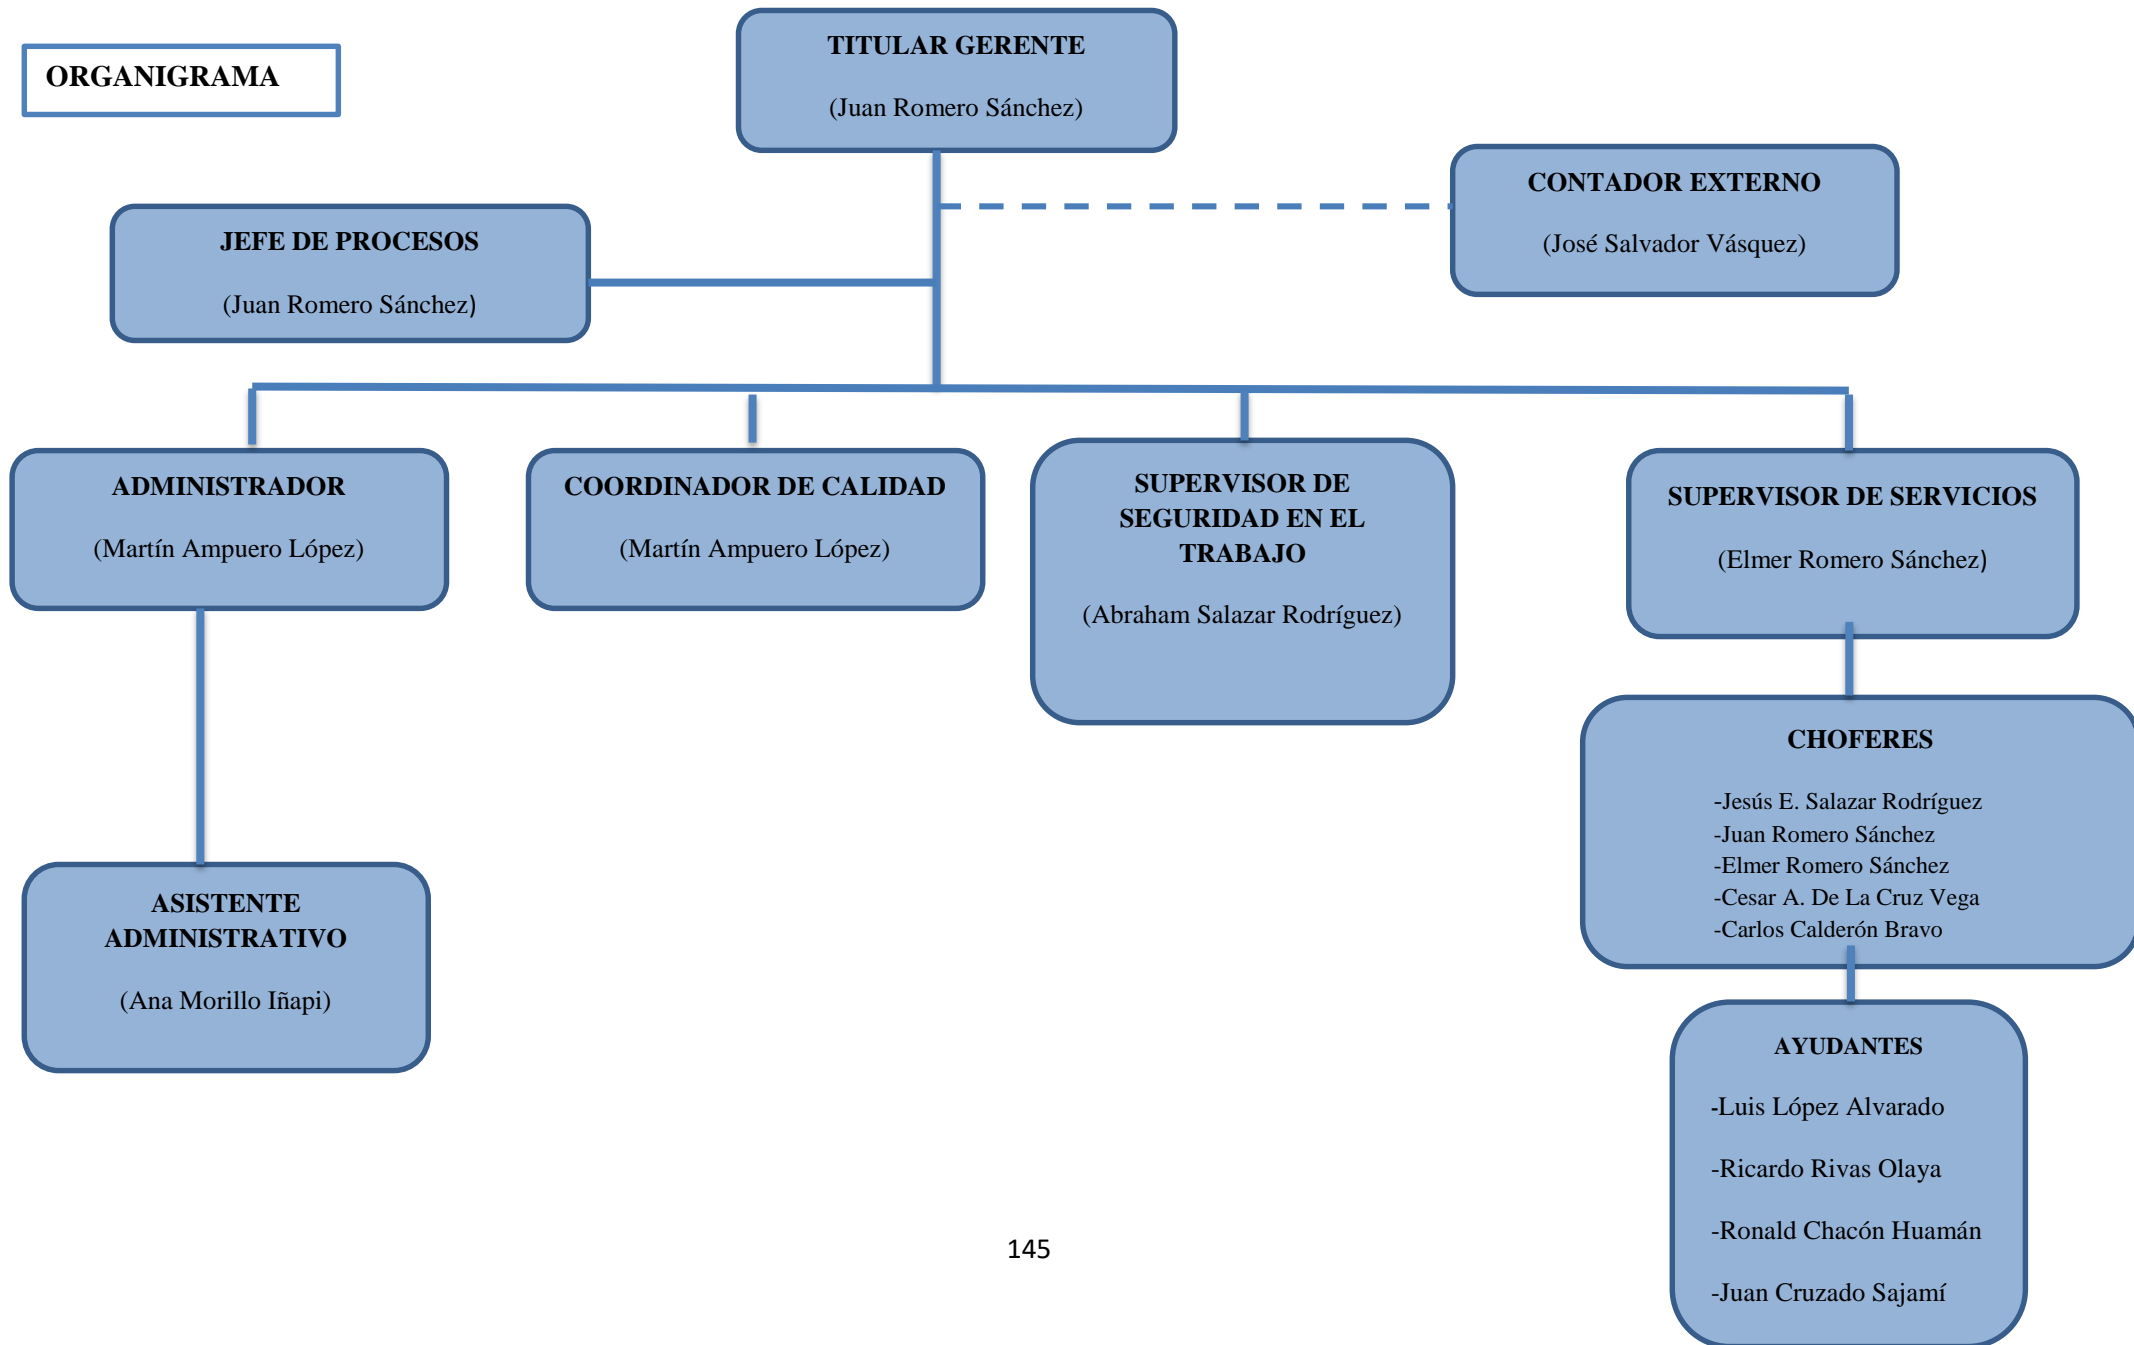 ORGANIGRAMA
TITULAR GERENTE
(Juan Romero Sánchez)
CONTADOR EXTERNO
(José Salvador Vásquez)
JEFE DE PROCESOS
(Juan Romero Sánchez)
ADMINISTRADOR
(Martín Ampuero López)
COORDINADOR DE CALIDAD
(Martín Ampuero López)
SUPERVISOR DE
SEGURIDAD EN EL
TRABAJO
(Abraham Salazar Rodríguez)
SUPERVISOR DE SERVICIOS
(Elmer Romero Sánchez)
CHOFERES
-Jesús E. Salazar Rodríguez
-Juan Romero Sánchez
-Elmer Romero Sánchez
-Cesar A. De La Cruz Vega
-Carlos Calderón Bravo
ASISTENTE
ADMINISTRATIVO
(Ana Morillo Iñapi)
AYUDANTES
-Luis López Alvarado
-Ricardo Rivas Olaya
-Ronald Chacón Huamán
-Juan Cruzado Sajamí
145